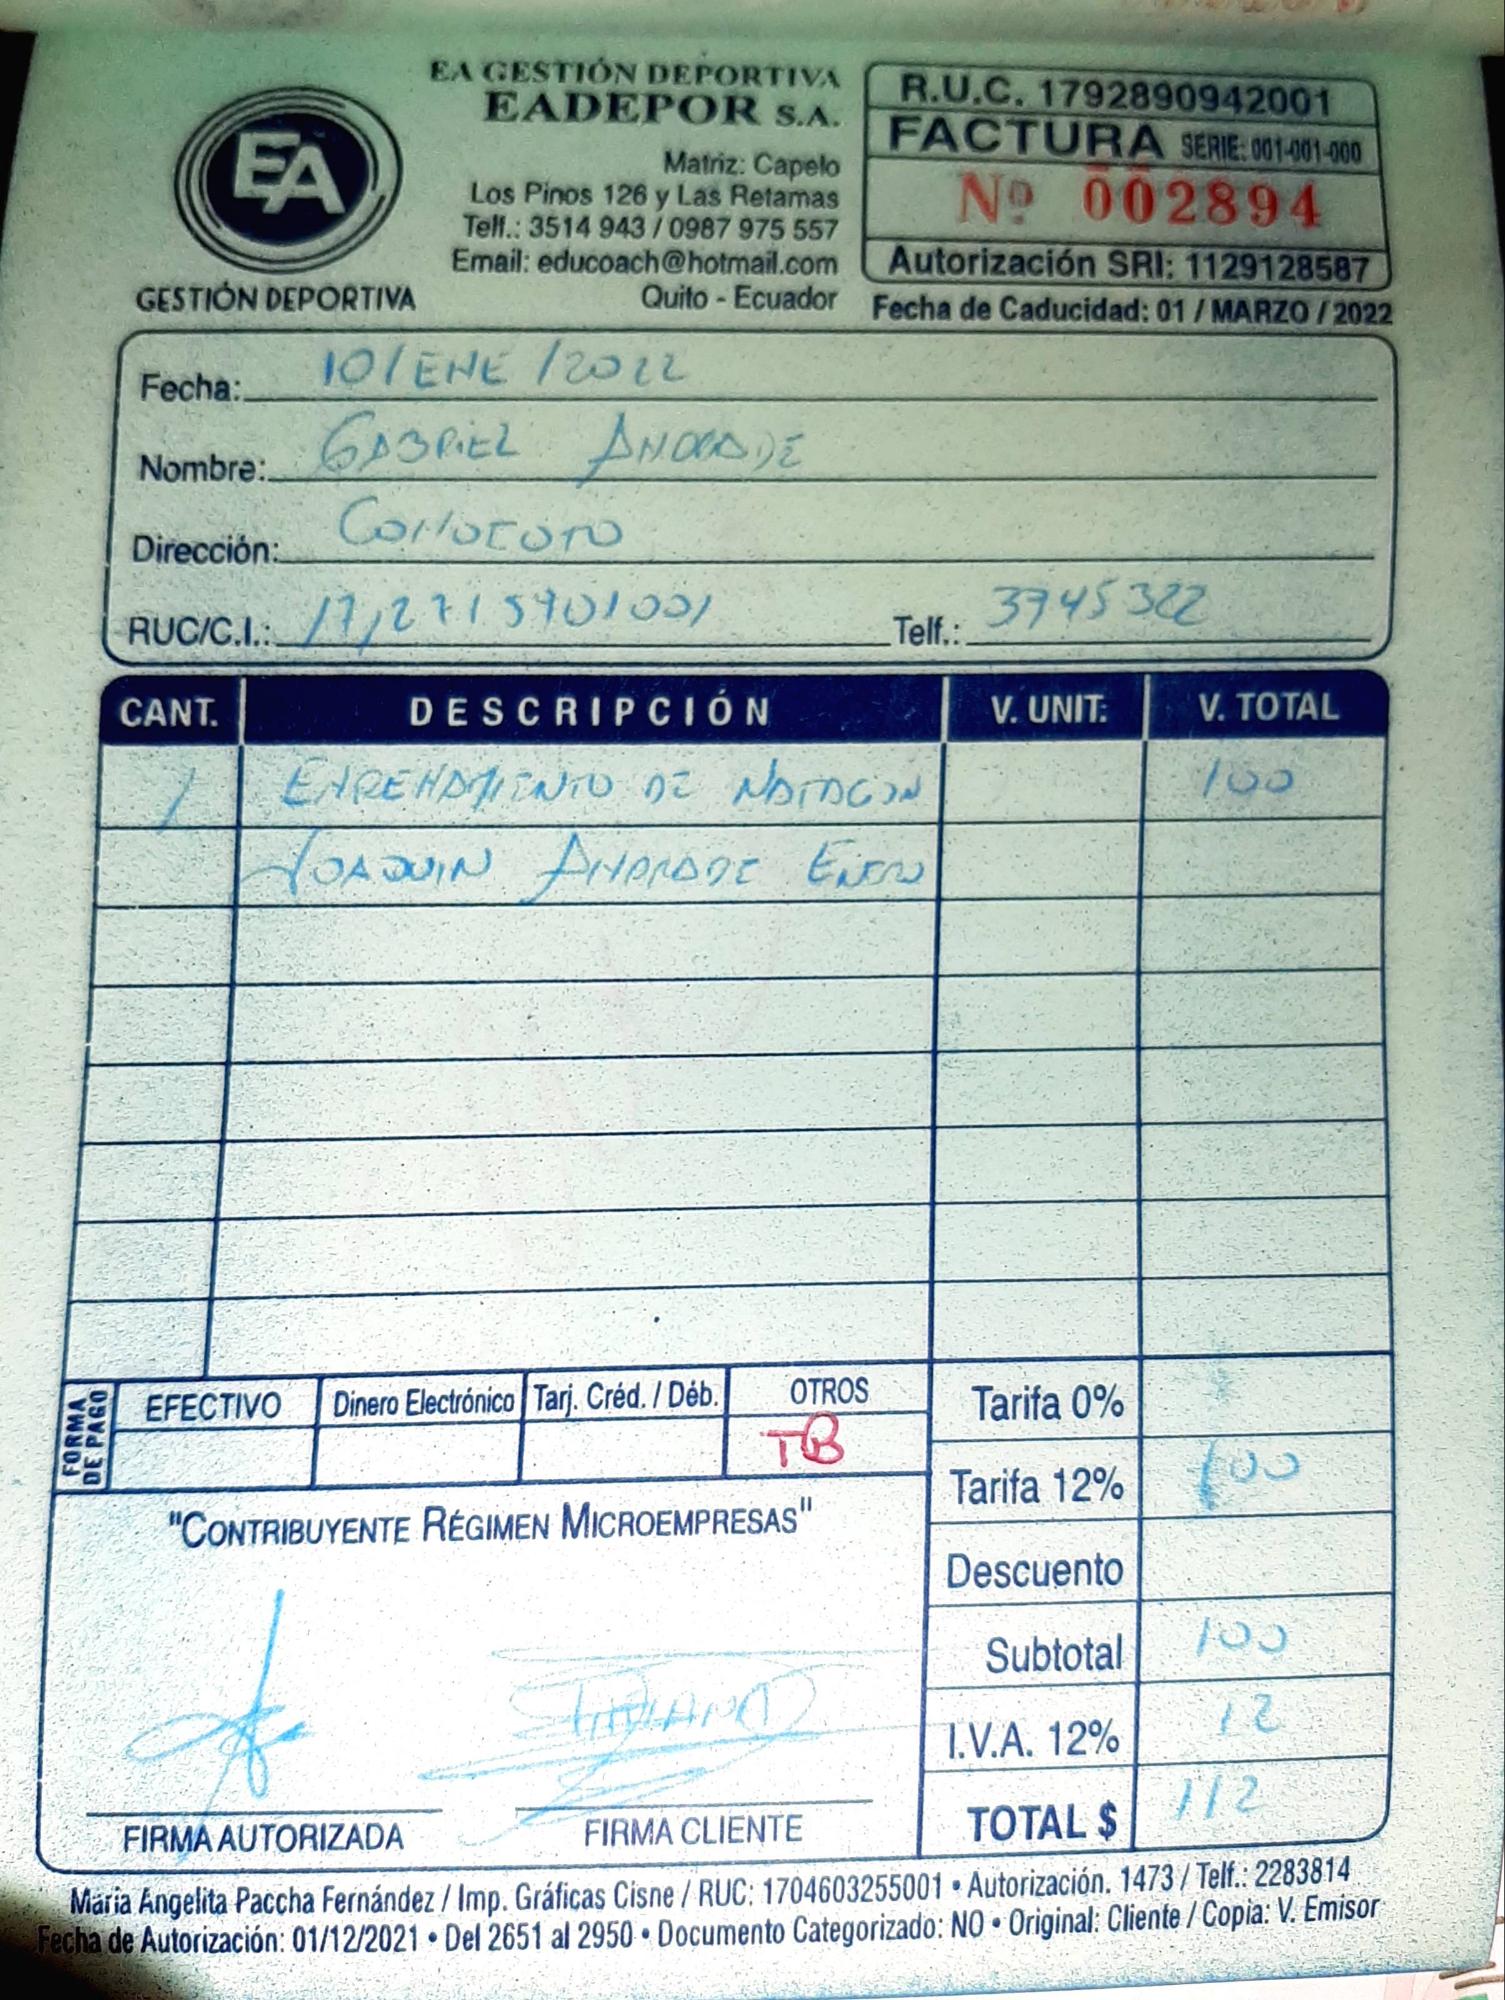 EA GESTIÓN DEPORTIVA
EADEPOR S.A.
EA
GESTIÓN DEPORTIVA
Matriz: Capelo
Los Pinos 126 y Las Retamas
Telf.: 3514 943 / 0987 975 557
Email: educoach@hotmail.com
Quito - Ecuador
R.U.C. 1792890942001
FACTURA SERIE: 001-001-000
Nº 002894
Autorización SRI: 1129128587
Fecha de Caducidad: 01 / MARZO / 2022
Fecha: 10/ENE/2022
Nombre: GABRIEL ANDRADE
Dirección: CONOCOTO
RUC/C.I.: Telf.: 3745322
CANT. DESCRIPCIÓN V. UNIT: V. TOTAL
1 ENTRENAMIENTO DE NATACION 100
JOAQUIN ANDRADE ENERO
FORMA DE PAGO
EFECTIVO Dinero Electrónico Tarj. Créd. / Déb. OTROS
TB
Tarifa 0%
Tarifa 12% 100
Descuento
Subtotal 100
I.V.A. 12% 12
TOTAL $ 112
"CONTRIBUYENTE RÉGIMEN MICROEMPRESAS"
FIRMA AUTORIZADA FIRMA CLIENTE
Maria Angelita Paccha Fernández / Imp. Gráficas Cisne / RUC: 1704603255001 • Autorización. 1473 / Telf.: 2283814
Fecha de Autorización: 01/12/2021 • Del 2651 al 2950 • Documento Categorizado: NO • Original: Cliente / Copia: V. Emisor